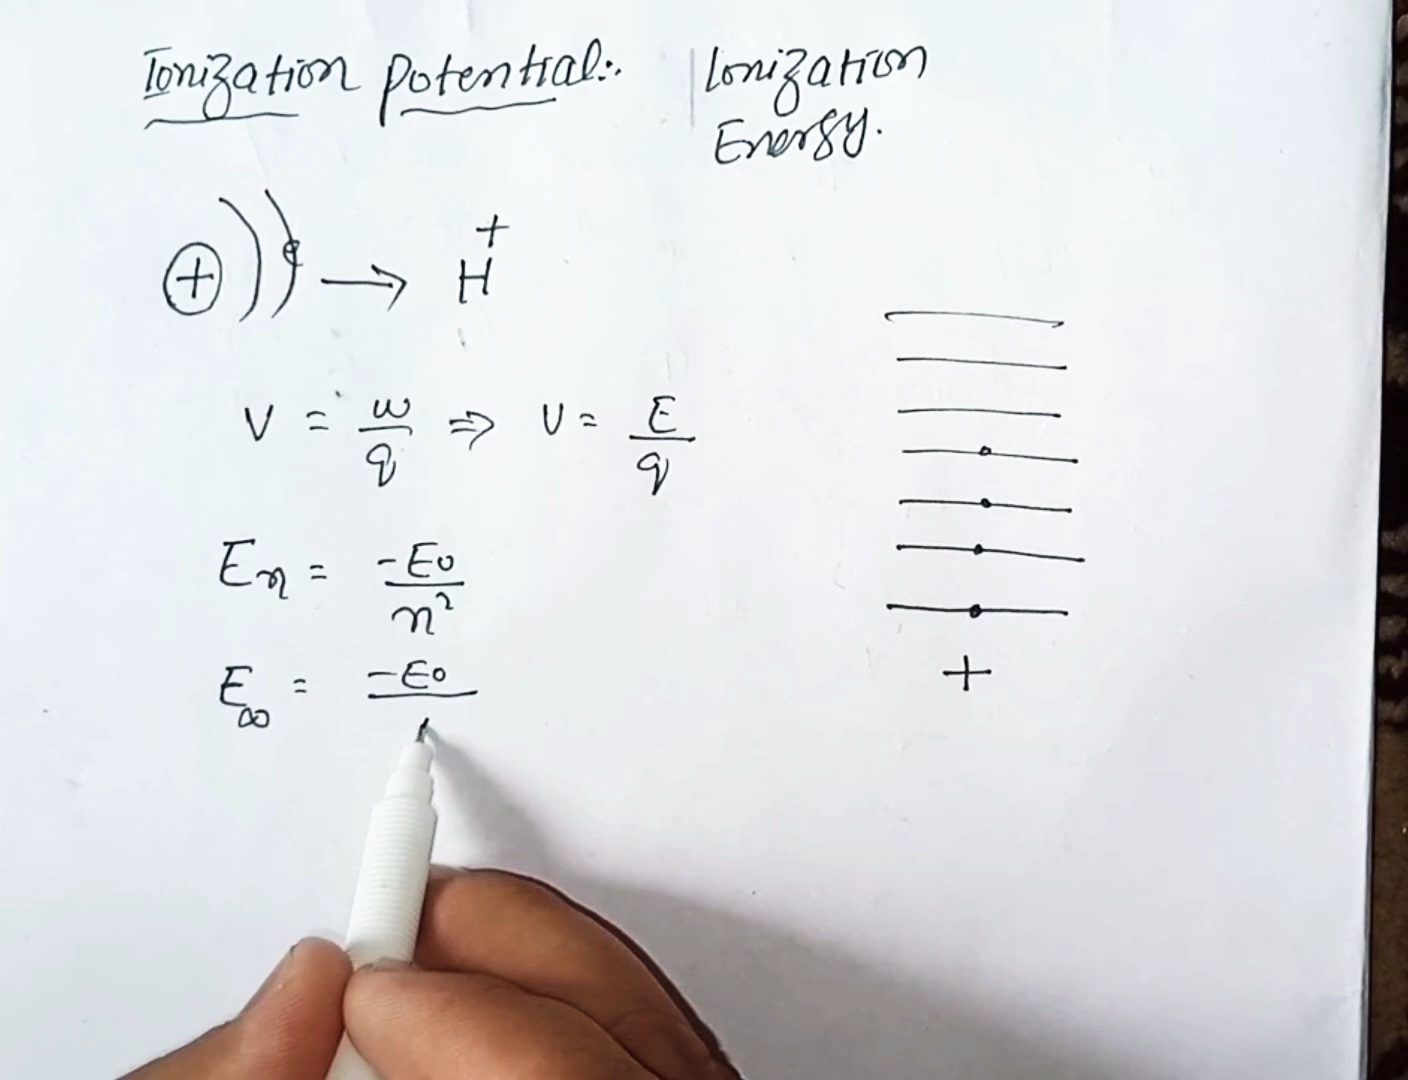 Ionization Potential:.
Ionization
Energy.
+
H
+
V = w/q ⇒ V = E/q
En = -E0/n²
E∞ = -E0/
+